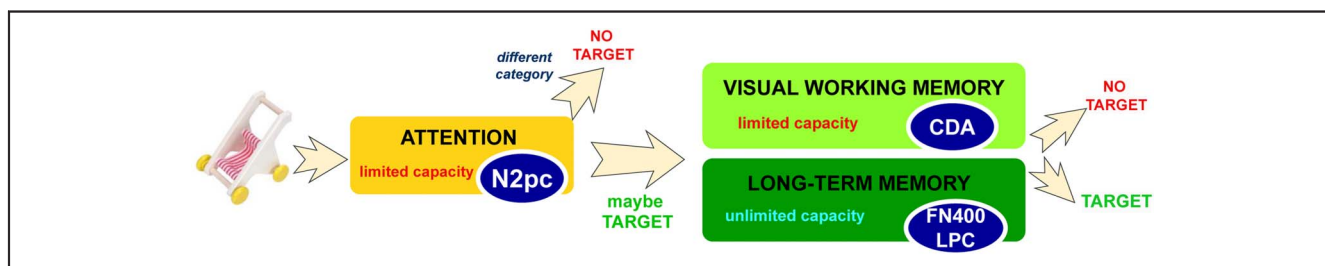 NO
TARGET
different
category
ATTENTION
limited capacity
N2pc
maybe
TARGET
VISUAL WORKING MEMORY
limited capacity
CDA
LONG-TERM MEMORY
unlimited capacity
FN400
LPC
NO
TARGET
TARGET